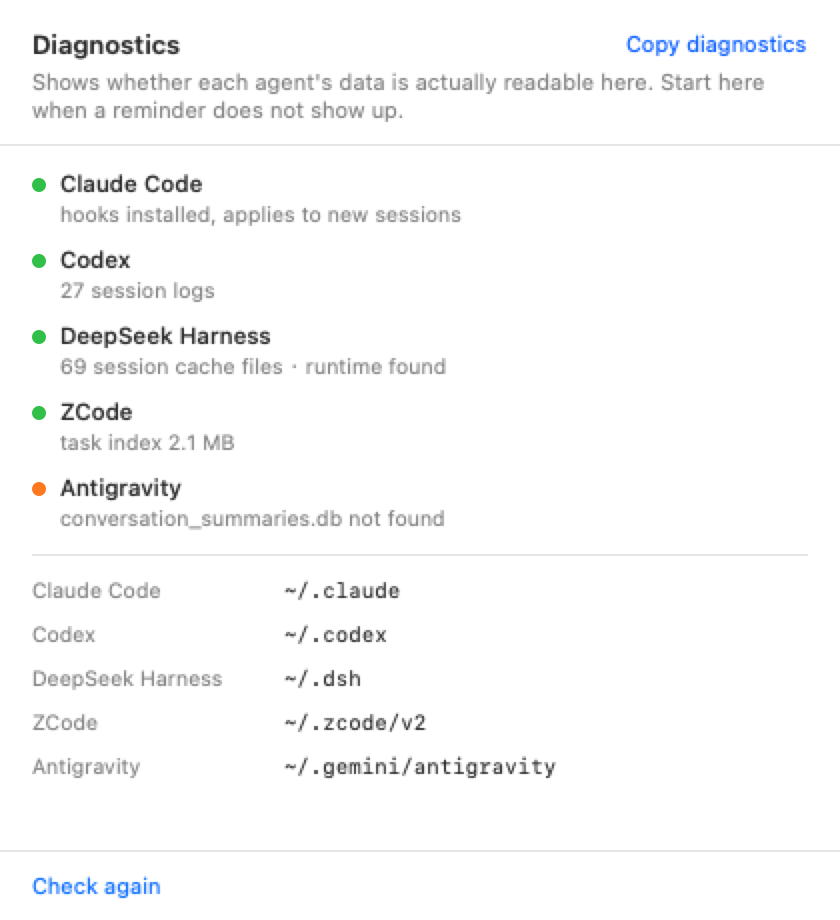 Diagnostics
Copy diagnostics
Shows whether each agent's data is actually readable here. Start here
when a reminder does not show up.
Claude Code
hooks installed, applies to new sessions
Codex
27 session logs
DeepSeek Harness
69 session cache files · runtime found
ZCode
task index 2.1 MB
Antigravity
conversation_summaries.db not found
Claude Code ~/.claude
Codex ~/.codex
DeepSeek Harness ~/.dsh
ZCode ~/.zcode/v2
Antigravity ~/.gemini/antigravity
Check again